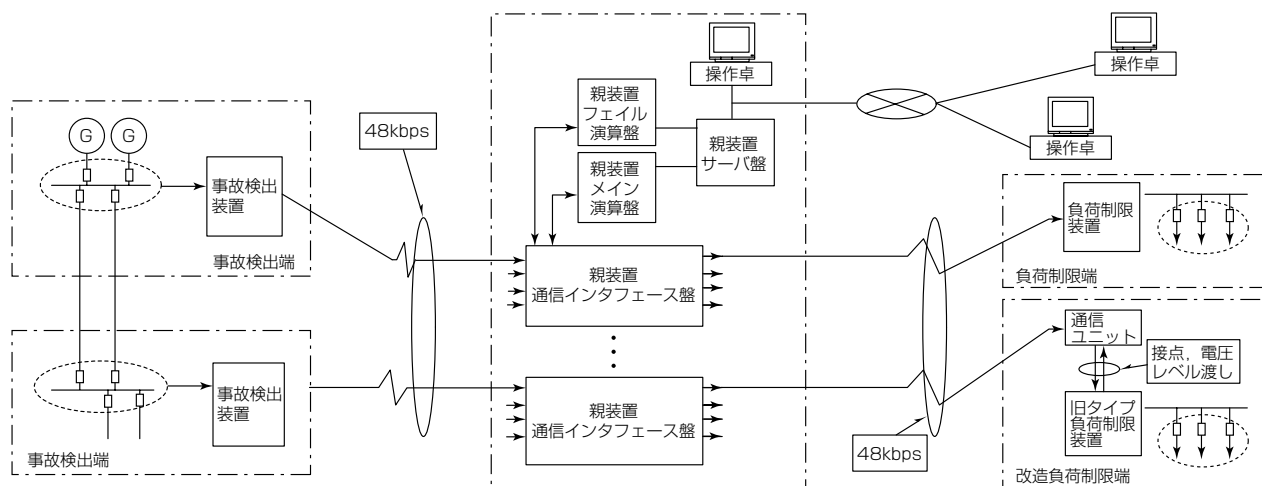 G
G
事故検出
装置
事故検出端
事故検出
装置
事故検出端
48kbps
操作卓
親装置
フェイル
演算盤
親装置
メイン
演算盤
親装置
サーバ盤
親装置
通信インタフェース盤
親装置
通信インタフェース盤
操作卓
操作卓
負荷制限
装置
負荷制限端
48kbps
通信
ユニット
接点，電圧
レベル渡し
旧タイプ
負荷制限
装置
改造負荷制限端